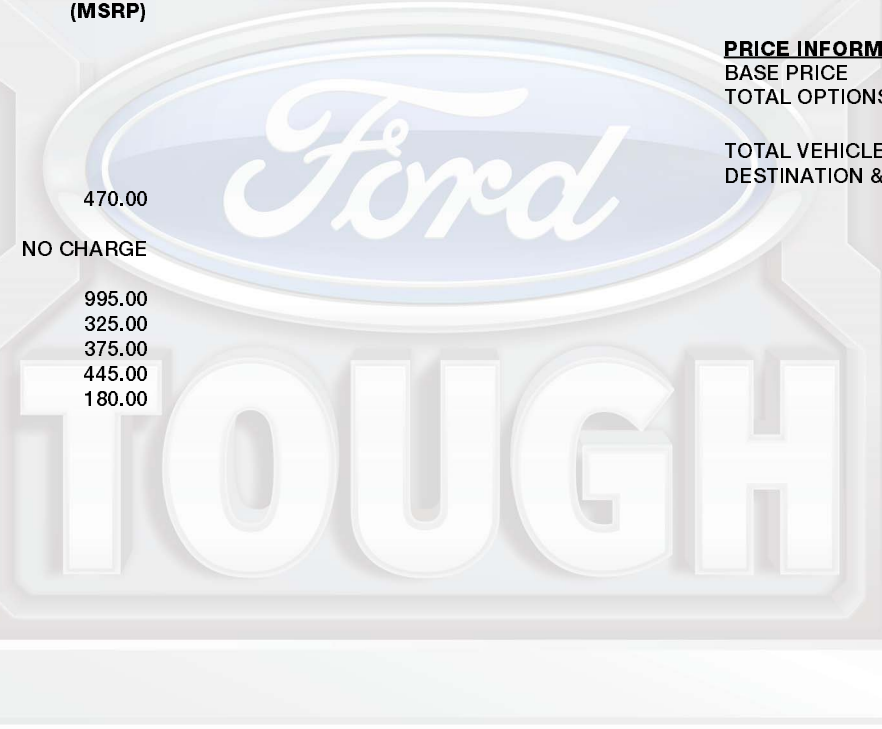 (MSRP)
PRICE INFORM
BASE PRICE
TOTAL OPTIONS
TOTAL VEHICLE
DESTINATION &
470.00
NO CHARGE
995.00
325.00
375.00
445.00
180.00
Ford
TOUGH